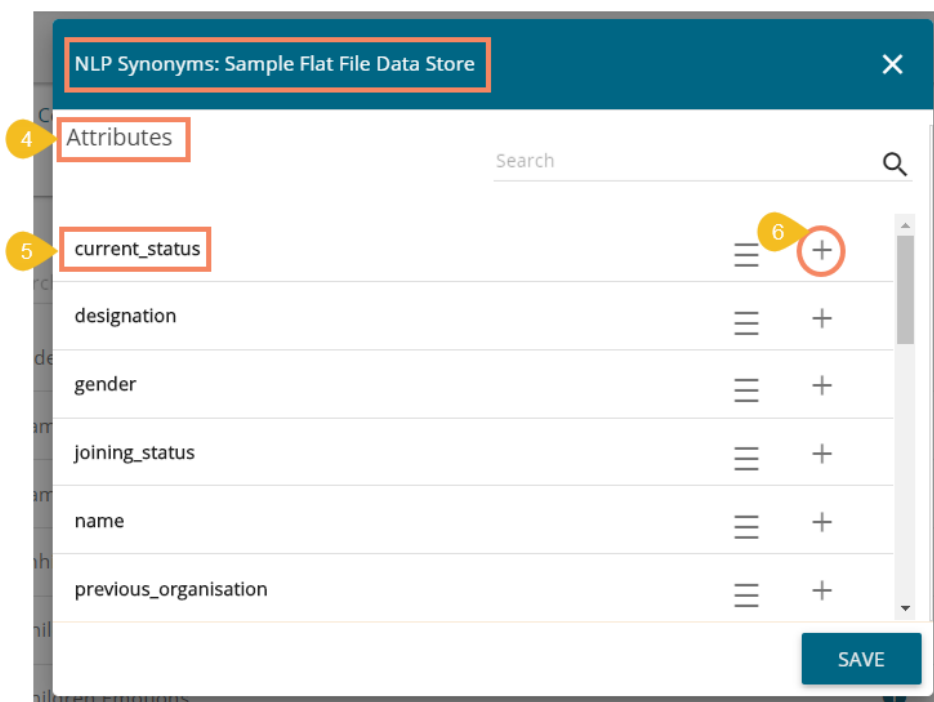 NLP Synonyms: Sample Flat File Data Store
4
Attributes
Search
5
current_status
6
designation
gender
joining_status
name
previous_organisation
SAVE